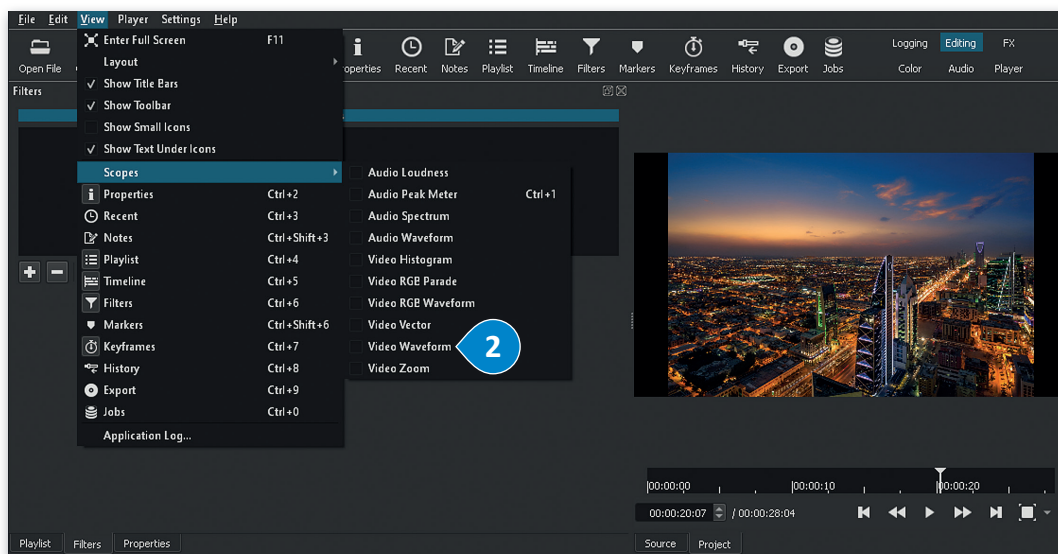 File Edit View Player Settings Help
Open File
operties Recent Notes Playlist Timeline Filters Markers Keyframes History Export Jobs
Logging Editing FX
Color Audio Player
Filters
Enter Full Screen F11
Layout
Show Title Bars
Show Toolbar
Show Small Icons
Show Text Under Icons
Scopes
Properties Ctrl+2
Recent Ctrl+3
Notes Ctrl+Shift+3
Playlist Ctrl+4
Timeline Ctrl+5
Filters Ctrl+6
Markers Ctrl+Shift+6
Keyframes Ctrl+7
History Ctrl+8
Export Ctrl+9
Jobs Ctrl+0
Application Log...
Audio Loudness
Audio Peak Meter Ctrl+1
Audio Spectrum
Audio Waveform
Video Histogram
Video RGB Parade
Video RGB Waveform
Video Vector
Video Waveform 2
Video Zoom
00:00:00 00:00:10 00:00:20
00:00:20:07 / 00:00:28:04
Playlist Filters Properties
Source Project